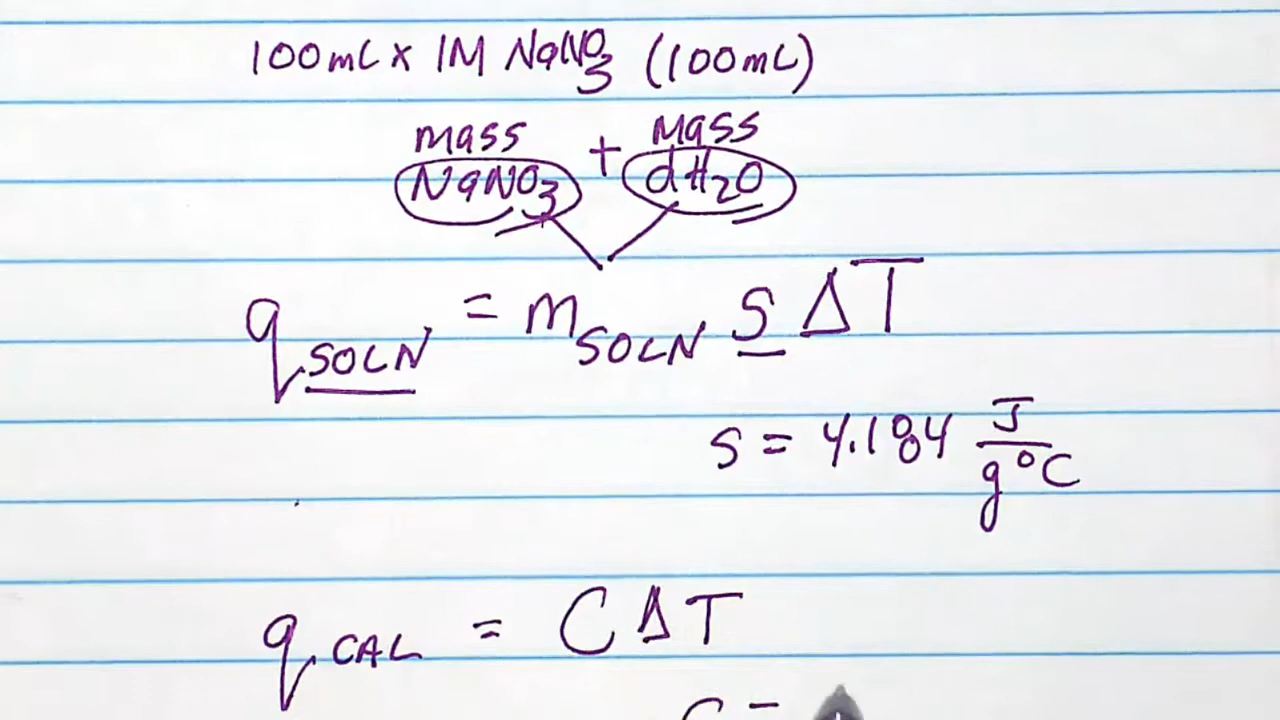 100mL x 1M NaNO3 (100mL)
mass + mass
NaNO3 dH2O
qSOLN = mSOLN S ΔT
S = 4.184 J
g°C
qCAL = CΔT
C =